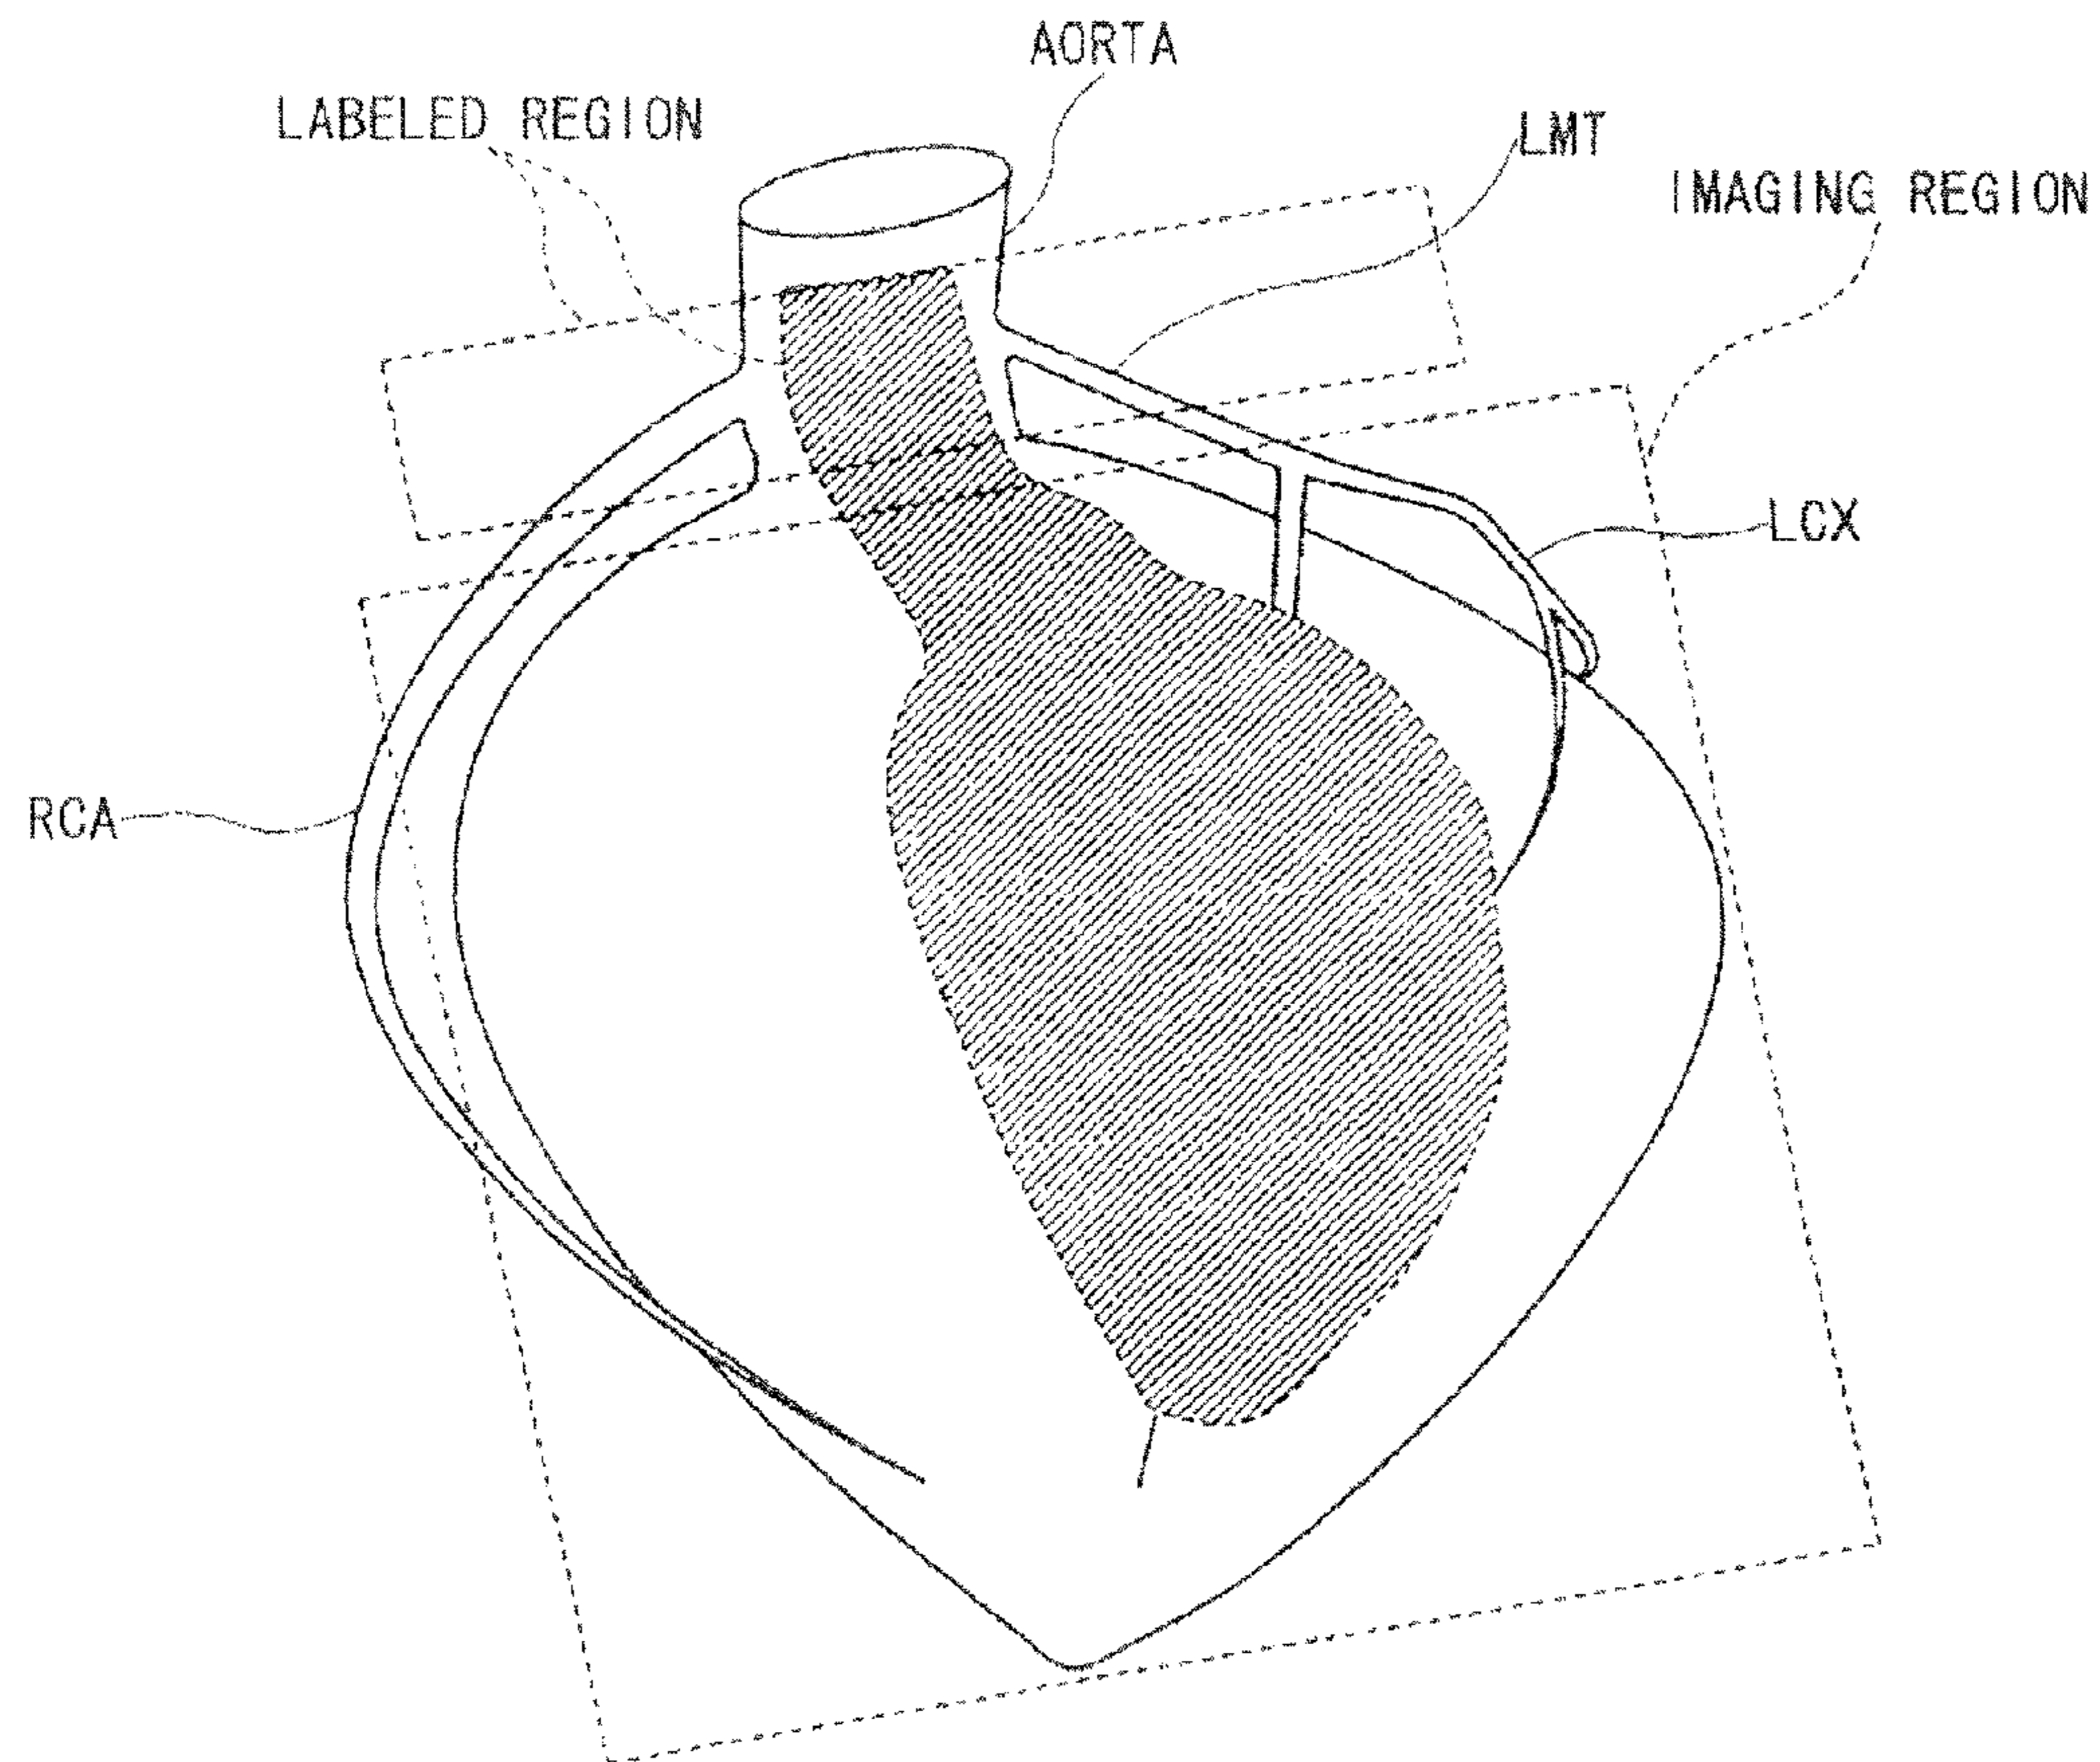 AORTA
LABELED REGION
LMT
IMAGING REGION
LCX
RCA